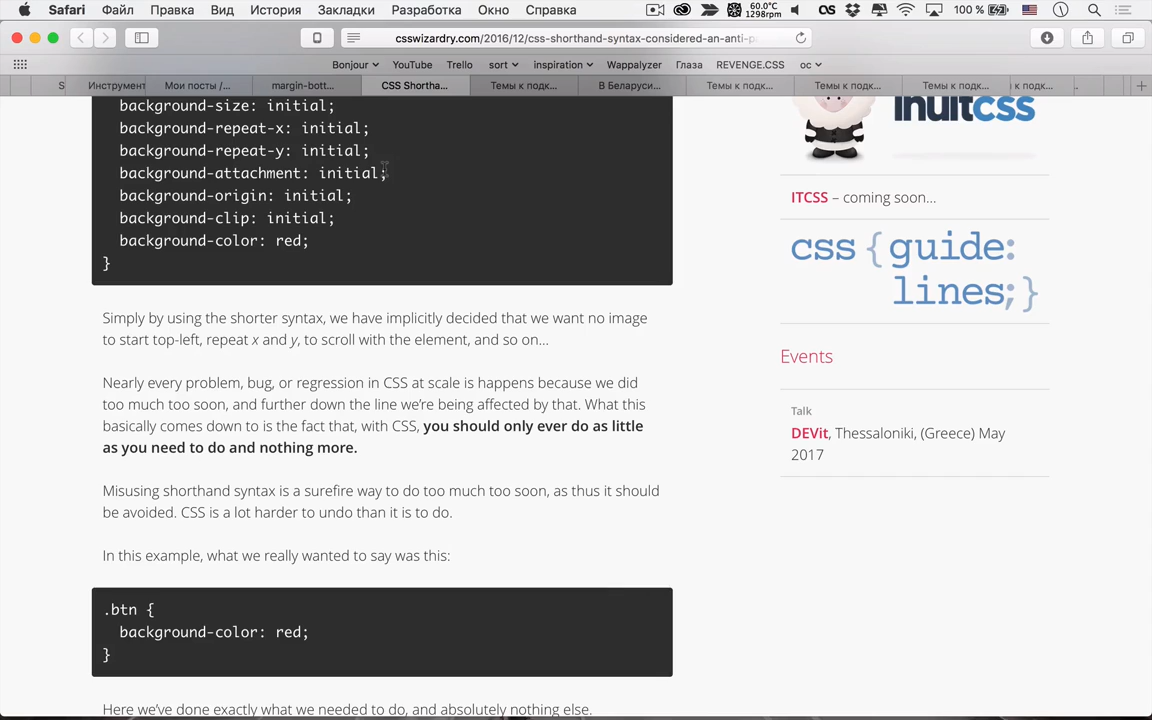 Safari Файл Правка Вид История Закладки Разработка Окно Справка 60.0°C 1298rpm 100 %
csswizardry.com/2016/12/css-shorthand-syntax-considered-an-anti-p
Bonjour YouTube Trello sort inspiration Wappalyzer Глаза REVENGE.CSS ос
S Инструмент Мои посты /... margin-bott... CSS Shortha... Темы к подк... В Беларуси... Темы к подк... Темы к подк... Темы к подк... к подк...
background-size: initial;
background-repeat-x: initial;
background-repeat-y: initial;
background-attachment: initial;
background-origin: initial;
background-clip: initial;
background-color: red;
}
Simply by using the shorter syntax, we have implicitly decided that we want no image
to start top-left, repeat x and y, to scroll with the element, and so on…
Nearly every problem, bug, or regression in CSS at scale is happens because we did
too much too soon, and further down the line we’re being affected by that. What this
basically comes down to is the fact that, with CSS, you should only ever do as little
as you need to do and nothing more.
Misusing shorthand syntax is a surefire way to do too much too soon, as thus it should
be avoided. CSS is a lot harder to undo than it is to do.
In this example, what we really wanted to say was this:
.btn {
background-color: red;
}
Here we’ve done exactly what we needed to do, and absolutely nothing else.
inuitcss
ITCSS – coming soon…
css { guide:
lines; }
Events
Talk
DEVit, Thessaloniki, (Greece) May
2017